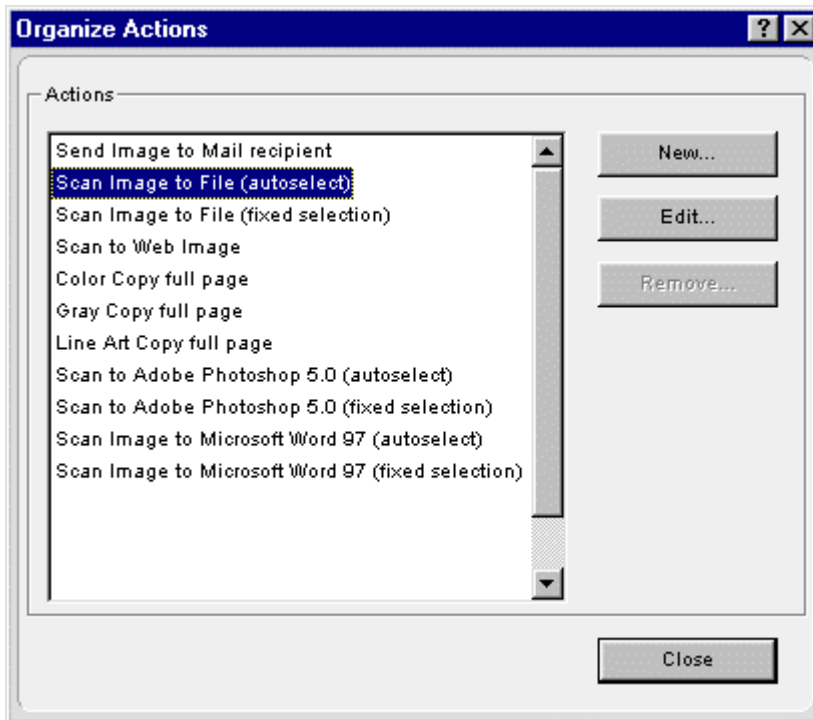 Organize Actions
Actions
Send Image to Mail recipient
Scan Image to File (autoselect)
Scan Image to File (fixed selection)
Scan to Web Image
Color Copy full page
Gray Copy full page
Line Art Copy full page
Scan to Adobe Photoshop 5.0 (autoselect)
Scan to Adobe Photoshop 5.0 (fixed selection)
Scan Image to Microsoft Word 97 (autoselect)
Scan Image to Microsoft Word 97 (fixed selection)
New...
Edit...
Remove...
Close